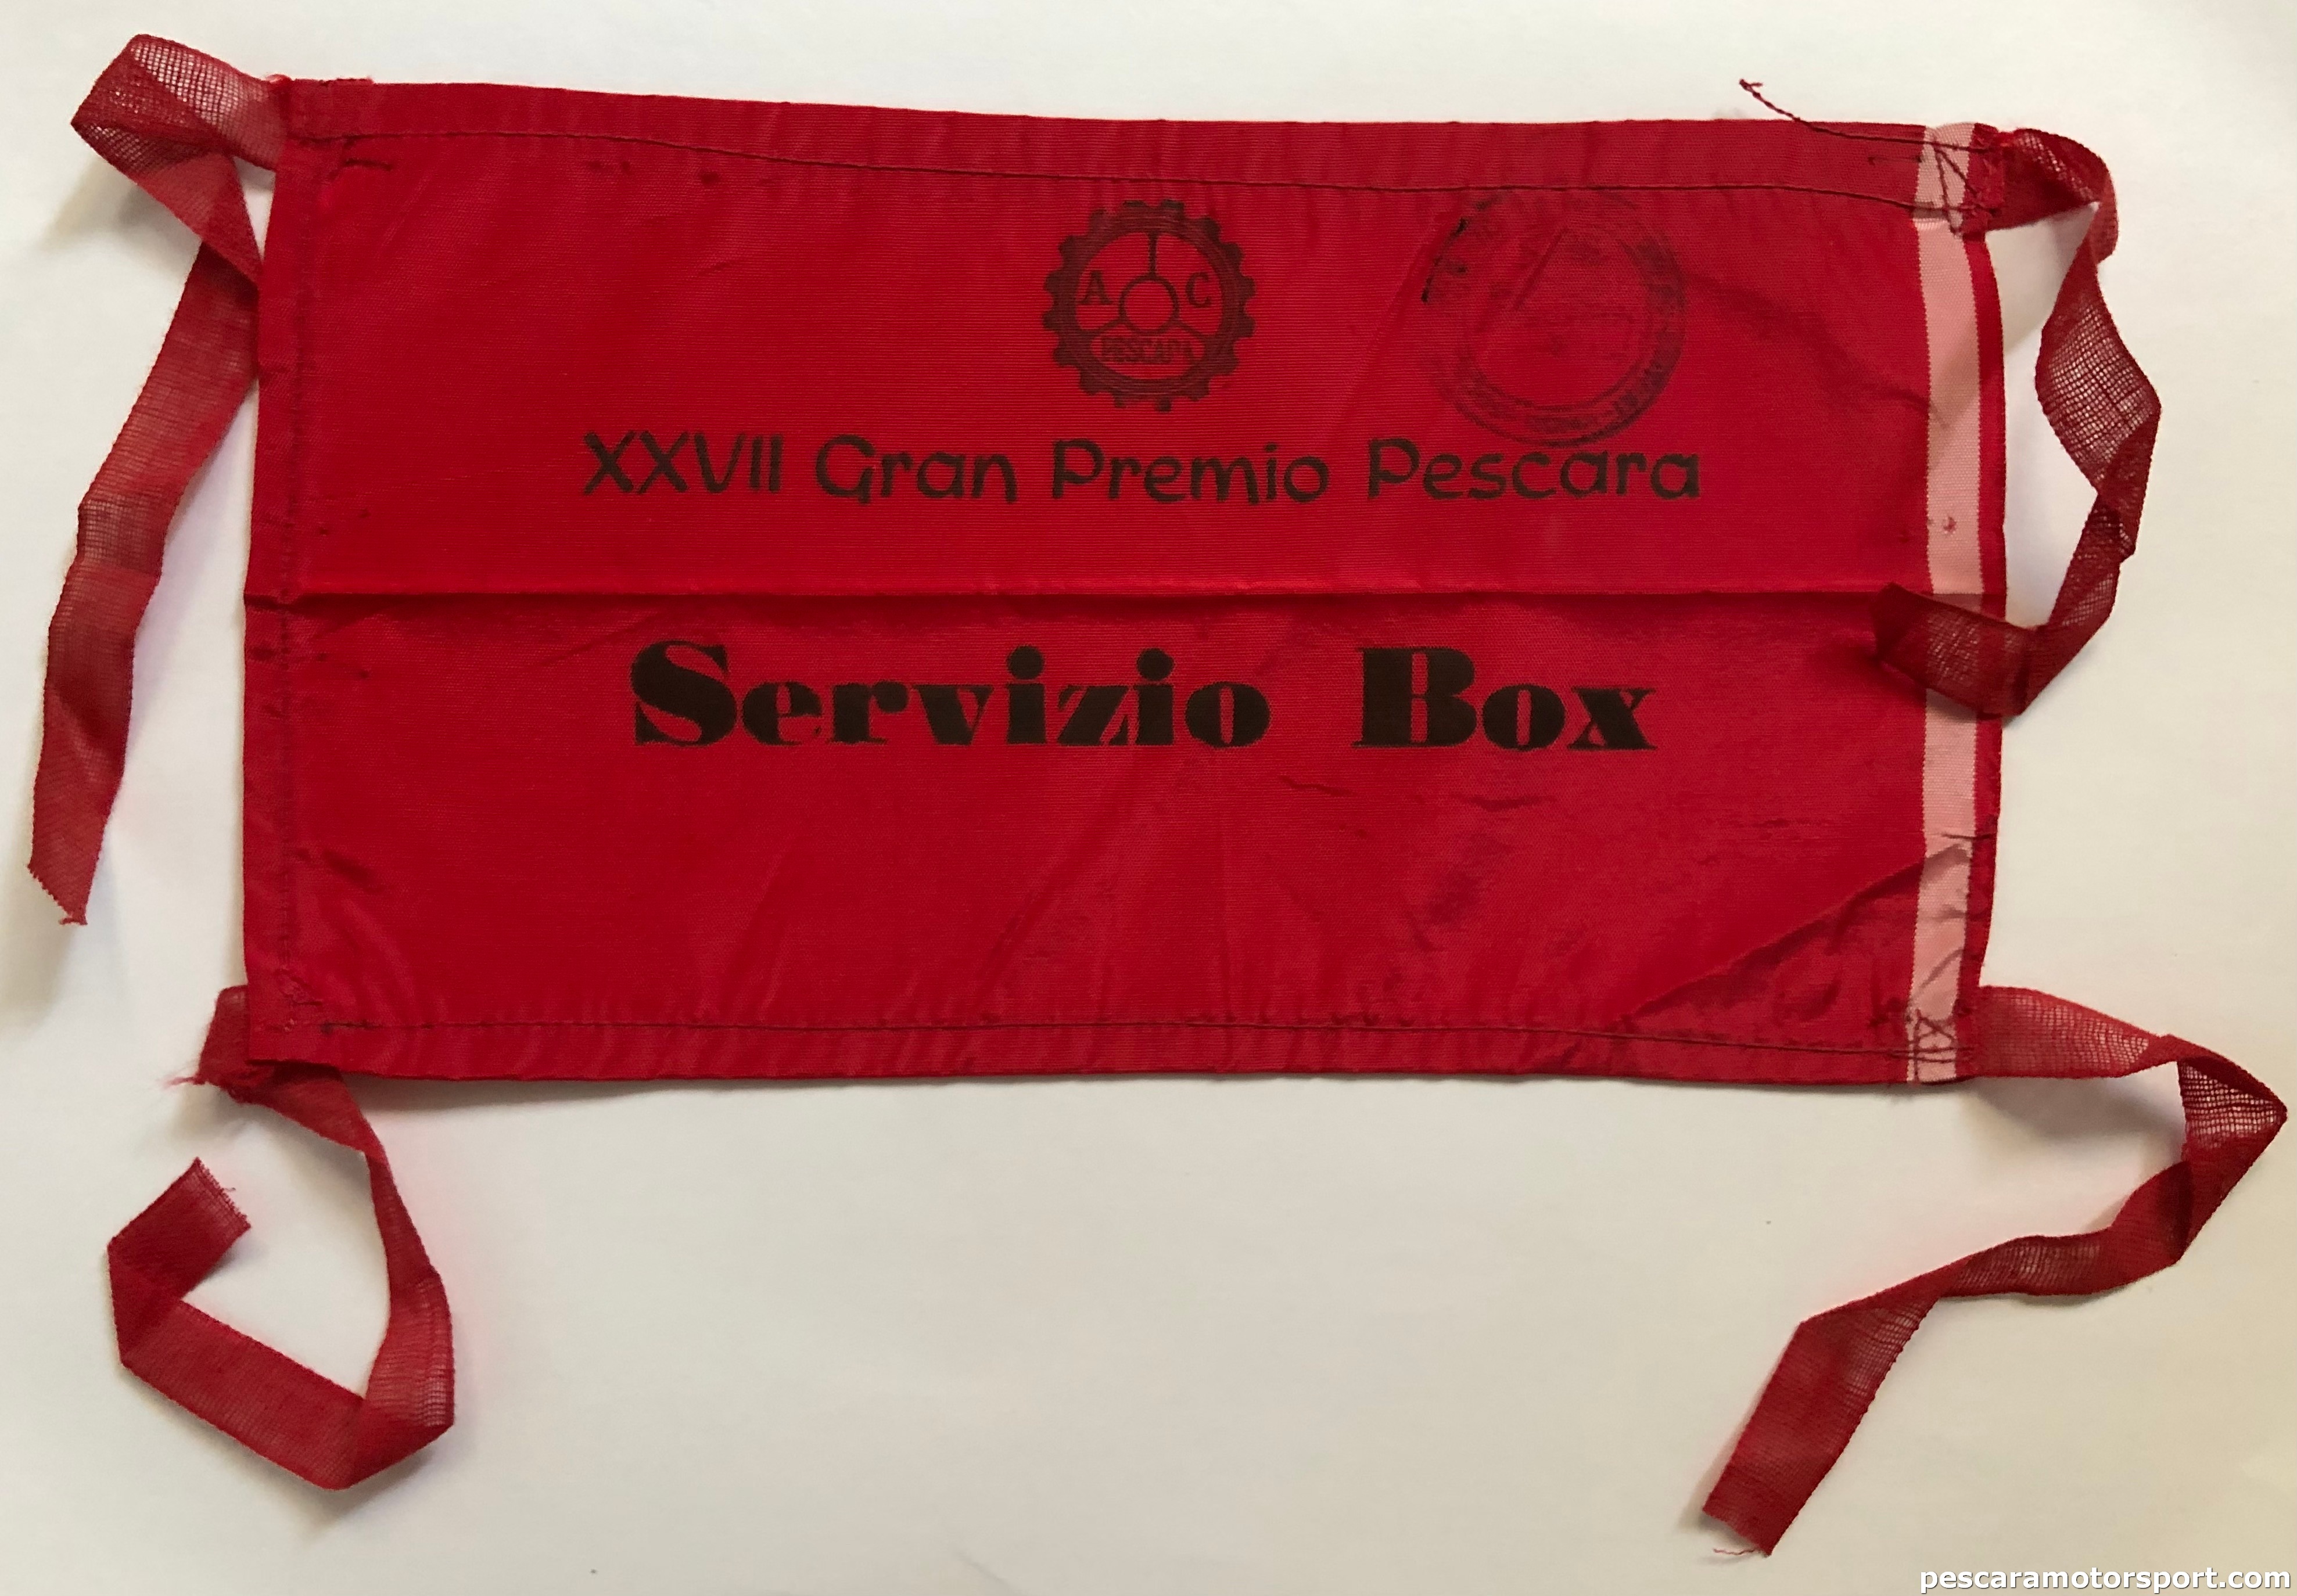 A C
PESCARA
XXVII Gran Premio Pescara
Servizio Box
pescaramotorsport.com